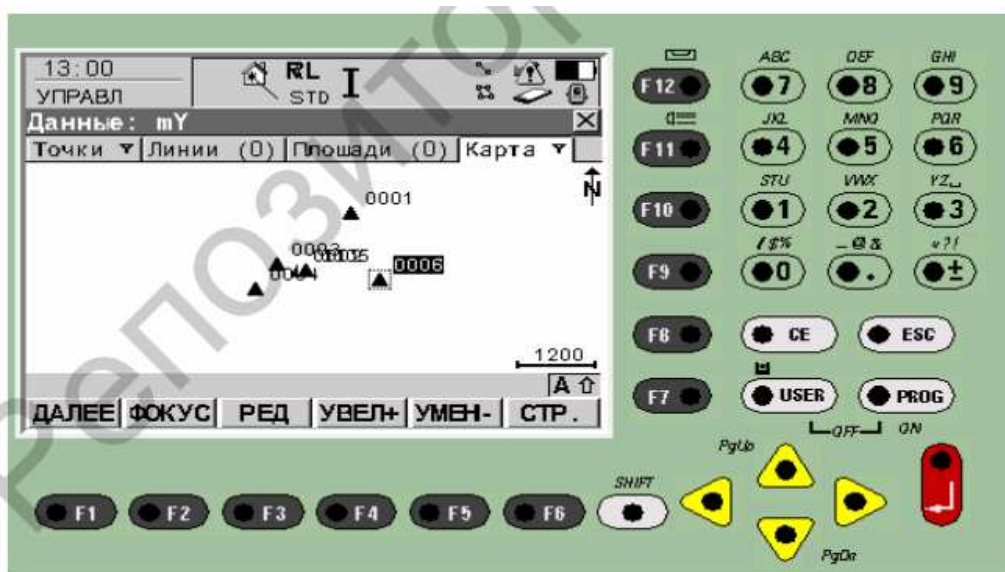 13:00
УПРАВЛ
RL
STD
I
Данные: mY
Точки Линии (0) Площади (0) Карта
N
0001
0003
0006
1200
A
ДАЛЕЕ ФОКУС РЕД УВЕЛ+ УМЕН- СТР.
F12 F11 F10 F9 F8 F7
ABC DEF GHI
7 8 9
JKL MNO PQR
4 5 6
STU VWX YZ
1 2 3
/$% _@& *?!
0 . ±
CE ESC
USER PROG
OFF ON
PgUp
SHIFT
F1 F2 F3 F4 F5 F6
PgDn
Репозитор